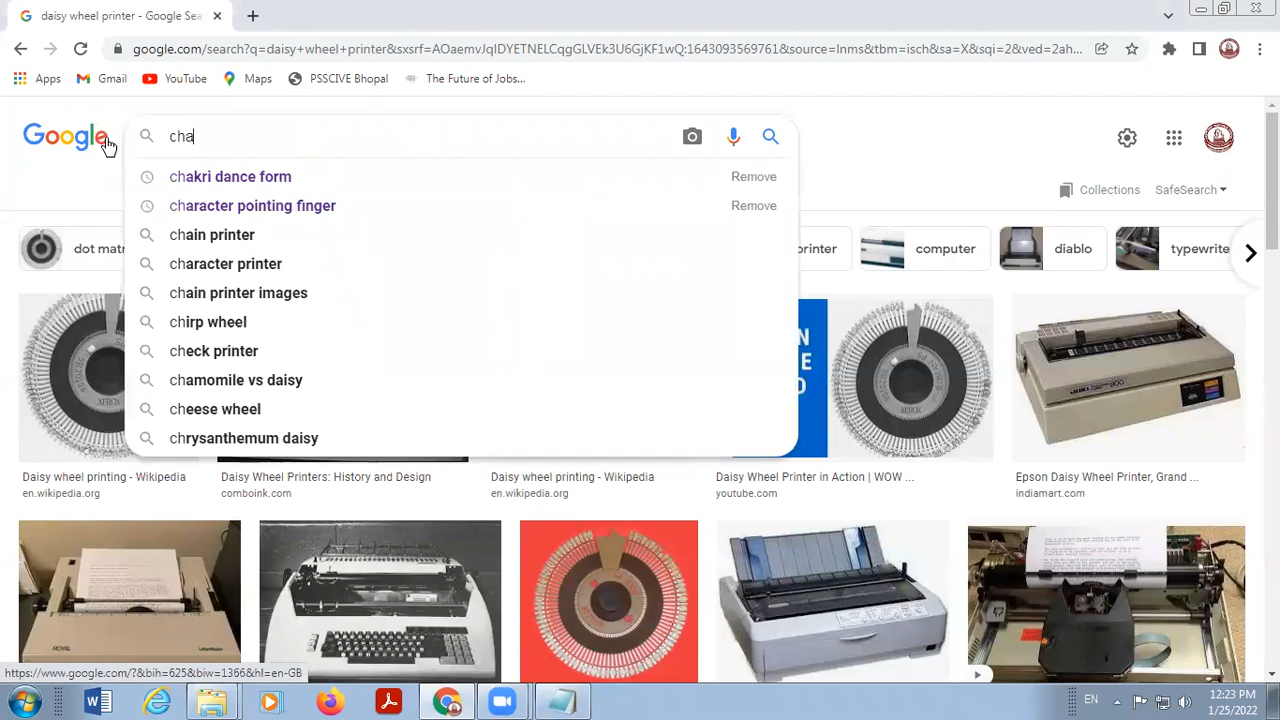 daisy wheel printer - Google Sea
google.com/search?q=daisy+wheel+printer&sxsrf=AOaemvJqlDYETNELCqgGLVEk3U6GjKF1wQ:1643093539761&source=lnms&tbm=isch&sa=X&sqi=2&ved=2ah...
Apps Gmail YouTube Maps PSSCIVE Bhopal The Future of Jobs...
Google cha
chakri dance form Remove
Collections SafeSearch
character pointing finger Remove
chain printer
dot matr printer computer diablo typewrite
character printer
chain printer images
chirp wheel
check printer
chamomile vs daisy
cheese wheel
chrysanthemum daisy
Daisy wheel printing - Wikipedia Daisy Wheel Printers: History and Design Daisy wheel printing - Wikipedia Daisy Wheel Printer in Action | WOW ... Epson Daisy Wheel Printer, Grand ...
en.wikipedia.org comboink.com en.wikipedia.org youtube.com indiamart.com
ROYAL
https://www.google.com/?&bih=625&biw=1366&hl=en-GB
EN 12:23 PM
1/25/2022